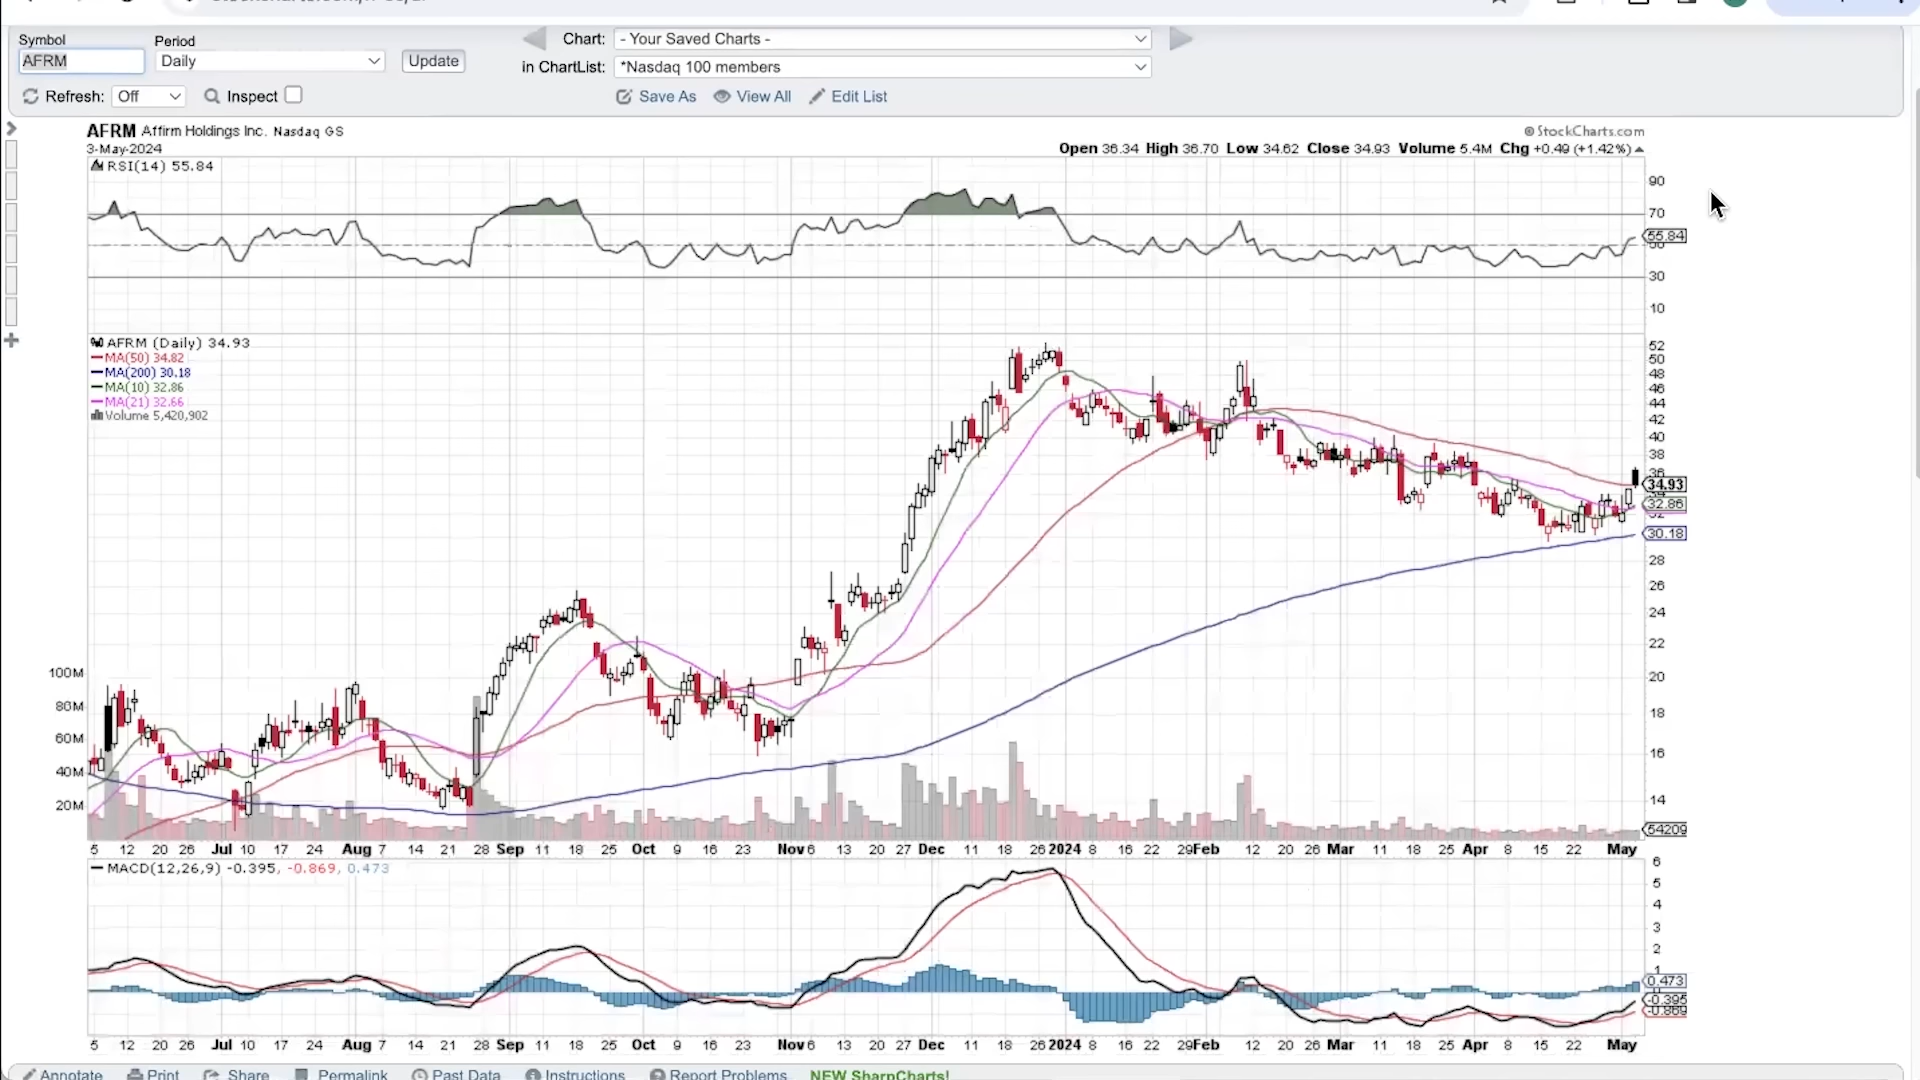 Symbol
Period
AFRM
Daily
Update
Chart:
- Your Saved Charts -
in ChartList:
*Nasdaq 100 members
Refresh:
Off
Inspect
Save As
View All
Edit List
AFRM Affirm Holdings Inc. Nasdaq GS
©StockCharts.com
3-May-2024
Open 36.34 High 36.70 Low 34.62 Close 34.93 Volume 5.4M Chg +0.49 (+1.42%)
RSI(14) 55.84
90
70
55.84
50
30
10
AFRM (Daily) 34.93
MA(50) 34.82
MA(200) 30.18
MA(10) 32.86
MA(21) 32.66
Volume 5,420,902
52
50
48
46
44
42
40
38
36
34.93
32.86
32
30.18
28
26
24
22
20
18
16
14
54209
100M
80M
60M
40M
20M
5 12 20 26 Jul 10 17 24 Aug 7 14 21 28 Sep 11 18 25 Oct 9 16 23 Nov 6 13 20 27 Dec 11 18 26 2024 8 16 22 29 Feb 12 20 26 Mar 11 18 25 Apr 8 15 22 May
MACD(12,26,9) -0.395, -0.869, 0.473
6
5
4
3
2
1
0.473
-0.395
-0.869
5 12 20 26 Jul 10 17 24 Aug 7 14 21 28 Sep 11 18 25 Oct 9 16 23 Nov 6 13 20 27 Dec 11 18 26 2024 8 16 22 29 Feb 12 20 26 Mar 11 18 25 Apr 8 15 22 May
Annotate
Print
Share
Permalink
Past Data
Instructions
Report Problems
NEW SharpCharts!